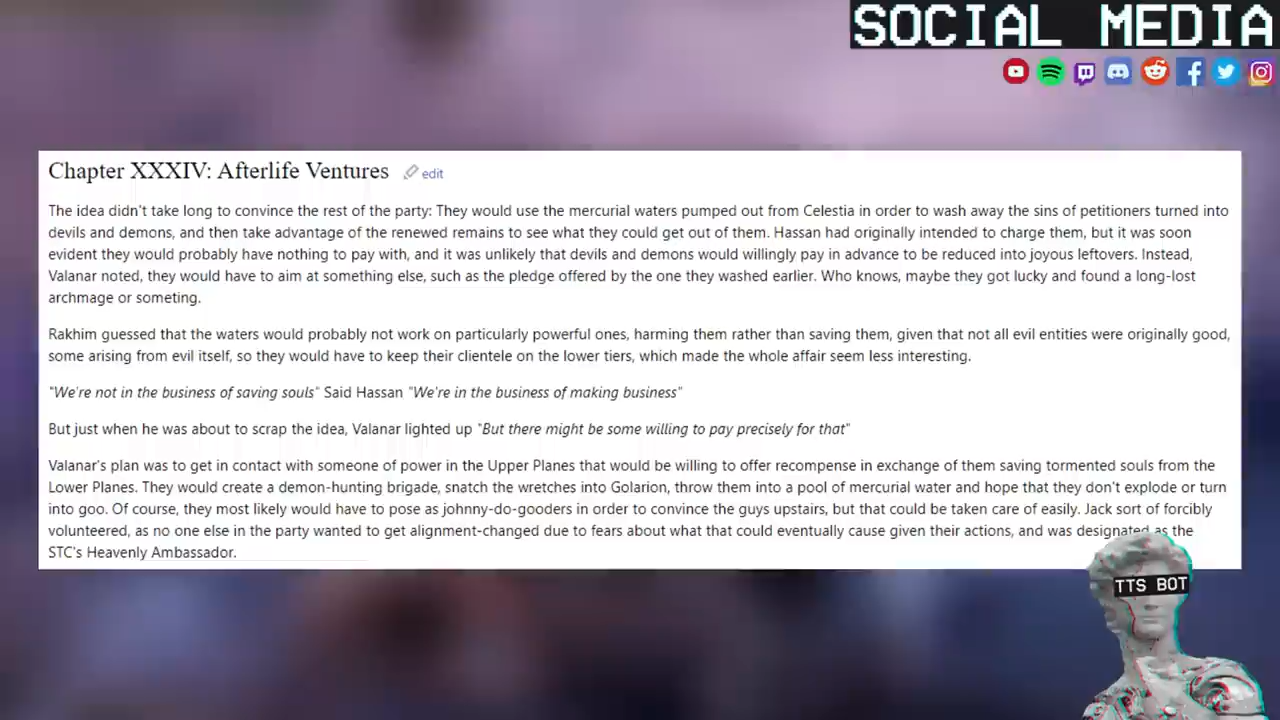 SOCIAL MEDIA
Chapter XXXIV: Afterlife Ventures edit
The idea didn't take long to convince the rest of the party: They would use the mercurial waters pumped out from Celestia in order to wash away the sins of petitioners turned into
devils and demons, and then take advantage of the renewed remains to see what they could get out of them. Hassan had originally intended to charge them, but it was soon
evident they would probably have nothing to pay with, and it was unlikely that devils and demons would willingly pay in advance to be reduced into joyous leftovers. Instead,
Valanar noted, they would have to aim at something else, such as the pledge offered by the one they washed earlier. Who knows, maybe they got lucky and found a long-lost
archmage or someting.
Rakhim guessed that the waters would probably not work on particularly powerful ones, harming them rather than saving them, given that not all evil entities were originally good,
some arising from evil itself, so they would have to keep their clientele on the lower tiers, which made the whole affair seem less interesting.
"We're not in the business of saving souls" Said Hassan "We're in the business of making business"
But just when he was about to scrap the idea, Valanar lighted up "But there might be some willing to pay precisely for that"
Valanar's plan was to get in contact with someone of power in the Upper Planes that would be willing to offer recompense in exchange of them saving tormented souls from the
Lower Planes. They would create a demon-hunting brigade, snatch the wretches into Golarion, throw them into a pool of mercurial water and hope that they don't explode or turn
into goo. Of course, they most likely would have to pose as johnny-do-gooders in order to convince the guys upstairs, but that could be taken care of easily. Jack sort of forcibly
volunteered, as no one else in the party wanted to get alignment-changed due to fears about what that could eventually cause given their actions, and was designated as the
STC's Heavenly Ambassador.
TTS BOT